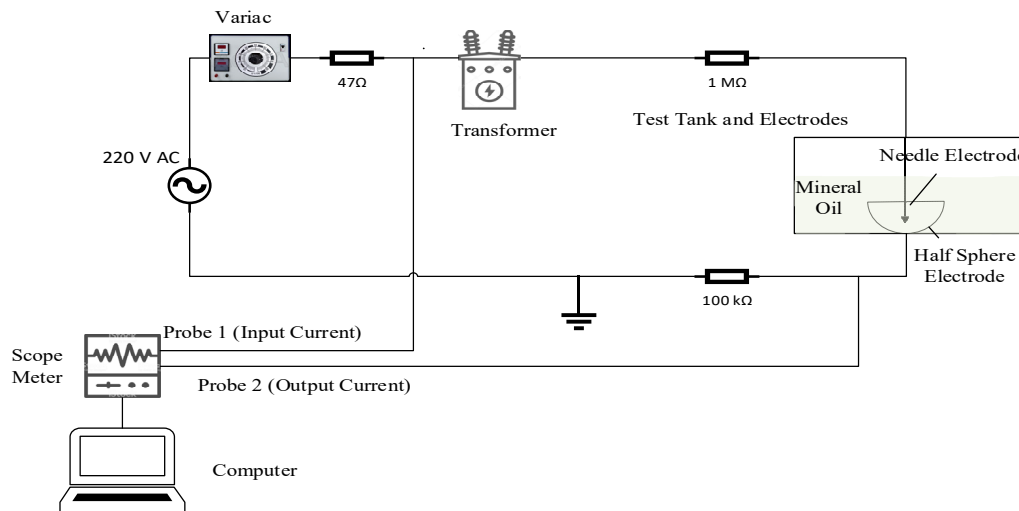 Variac
47Ω
Transformer
1 MΩ
Test Tank and Electrodes
220 V AC
Needle Electrod
Mineral
Oil
Half Sphere
Electrode
100 kΩ
Probe 1 (Input Current)
Scope
Meter
Probe 2 (Output Current)
Computer